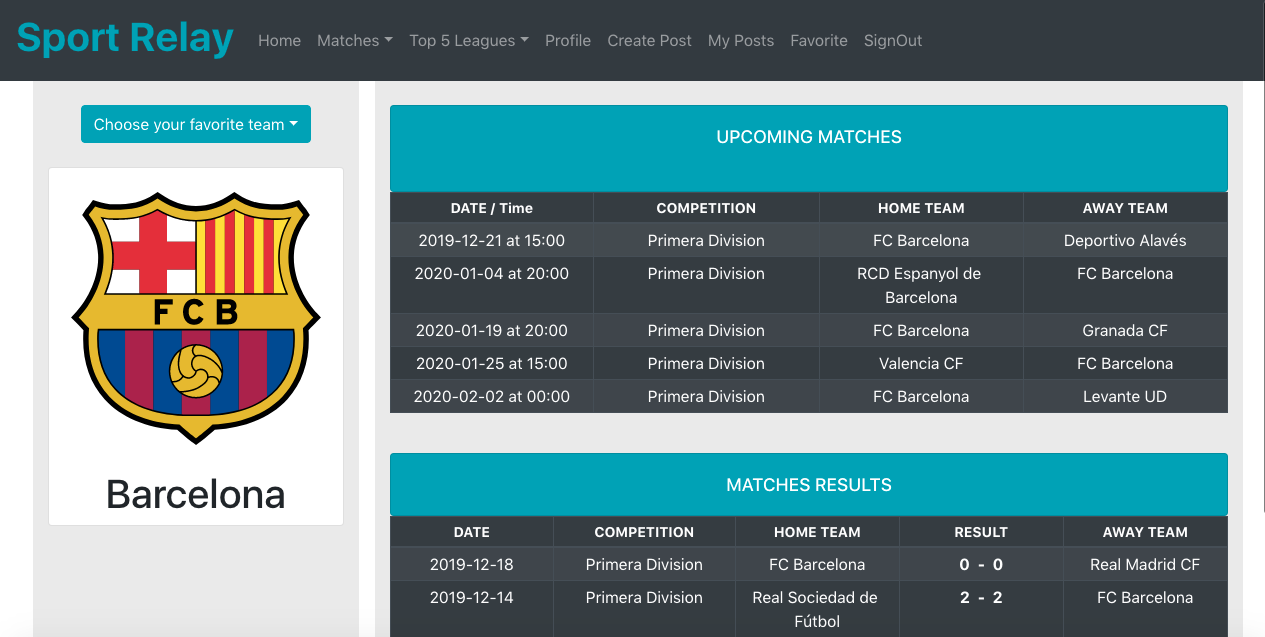 Sport Relay Home Matches Top 5 Leagues Profile Create Post My Posts Favorite SignOut
Choose your favorite team
FCB
Barcelona
UPCOMING MATCHES
DATE / Time COMPETITION HOME TEAM AWAY TEAM
2019-12-21 at 15:00 Primera Division FC Barcelona Deportivo Alavés
2020-01-04 at 20:00 Primera Division RCD Espanyol de FC Barcelona
Barcelona
2020-01-19 at 20:00 Primera Division FC Barcelona Granada CF
2020-01-25 at 15:00 Primera Division Valencia CF FC Barcelona
2020-02-02 at 00:00 Primera Division FC Barcelona Levante UD
MATCHES RESULTS
DATE COMPETITION HOME TEAM RESULT AWAY TEAM
2019-12-18 Primera Division FC Barcelona 0 - 0 Real Madrid CF
2019-12-14 Primera Division Real Sociedad de 2 - 2 FC Barcelona
Fútbol